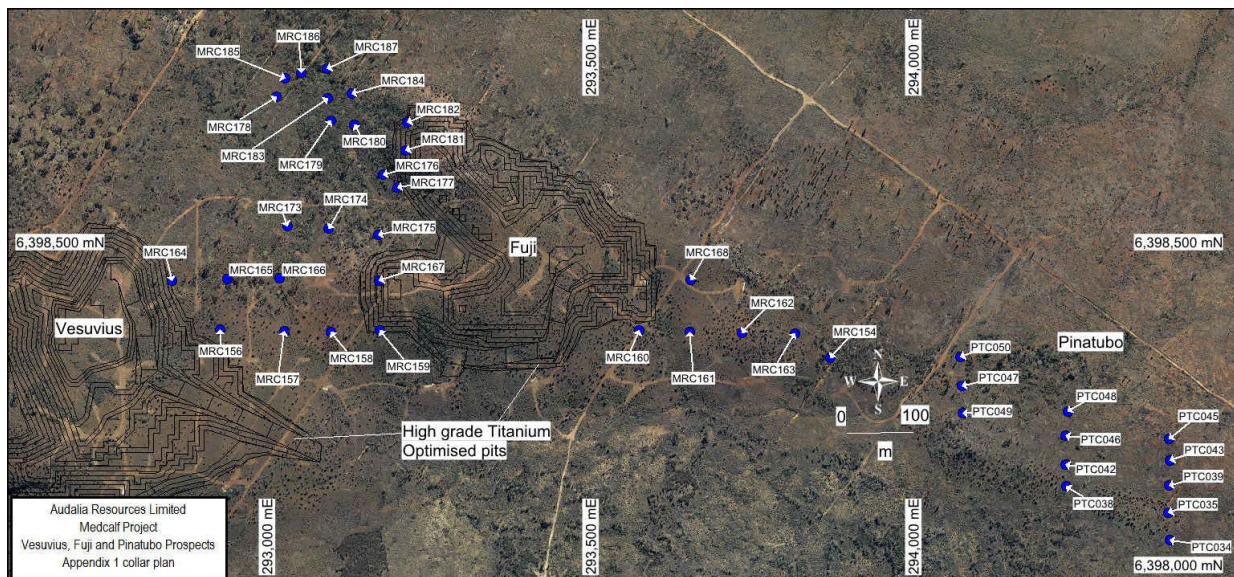 MRC186
MRC185
MRC187
293,500 mE
294,000 mE
MRC184
MRC182
MRC178
MRC183
MRC179
MRC180
MRC181
MRC176
MRC177
MRC173
MRC174
MRC175
6,398,500 mN
Fuji
6,398,500 mN
MRC164
MRC165
MRC166
MRC167
MRC168
Vesuvius
MRC162
MRC156
MRC157
MRC158
MRC159
MRC160
MRC161
MRC163
MRC154
N
W
E
S
PTC050
Pinatubo
PTC047
PTC049
PTC048
PTC046
PTC042
PTC038
PTC045
PTC043
PTC039
PTC035
PTC034
0
100
m
High grade Titanium
Optimised pits
Audalia Resources Limited
Medcalf Project
Vesuvius, Fuji and Pinatubo Prospects
Appendix 1 collar plan
293,000 mE
293,500 mE
294,000 mE
6,398,000 mN